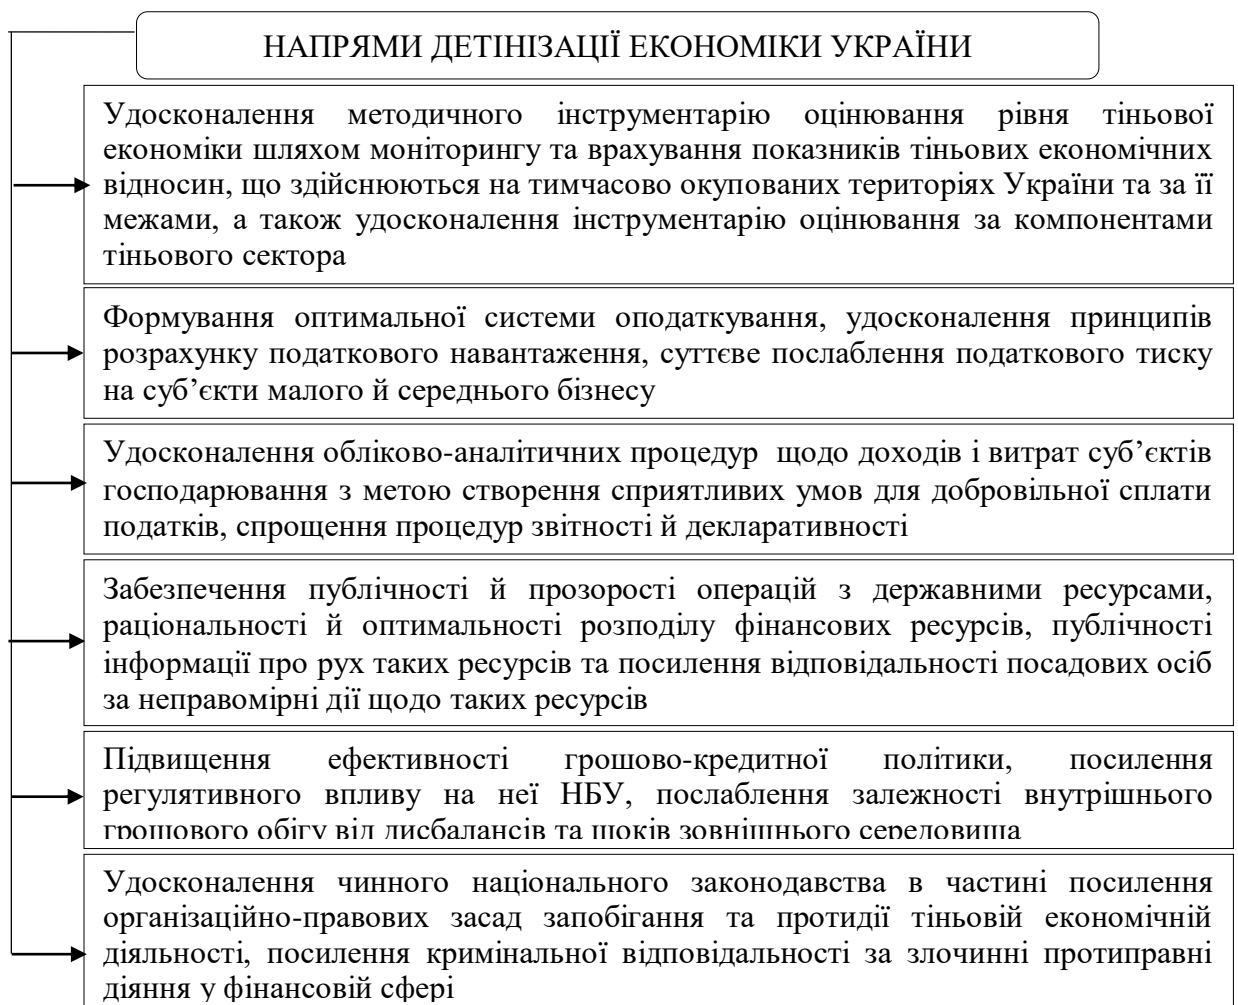 НАПРЯМИ ДЕТІНІЗАЦІЇ ЕКОНОМІКИ УКРАЇНИ
Удосконалення методичного інструментарію оцінювання рівня тіньової
економіки шляхом моніторингу та врахування показників тіньових економічних
відносин, що здійснюються на тимчасово окупованих територіях України та за її
межами, а також удосконалення інструментарію оцінювання за компонентами
тіньового сектора
Формування оптимальної системи оподаткування, удосконалення принципів
розрахунку податкового навантаження, суттєве послаблення податкового тиску
на суб’єкти малого й середнього бізнесу
Удосконалення обліково-аналітичних процедур щодо доходів і витрат суб’єктів
господарювання з метою створення сприятливих умов для добровільної сплати
податків, спрощення процедур звітності й декларативності
Забезпечення публічності й прозорості операцій з державними ресурсами,
раціональності й оптимальності розподілу фінансових ресурсів, публічності
інформації про рух таких ресурсів та посилення відповідальності посадових осіб
за неправомірні дії щодо таких ресурсів
Підвищення ефективності грошово-кредитної політики, посилення
регулятивного впливу на неї НБУ, послаблення залежності внутрішнього
грошового обігу від дисбалансів та шоків зовнішнього середовища
Удосконалення чинного національного законодавства в частині посилення
організаційно-правових засад запобігання та протидії тіньовій економічній
діяльності, посилення кримінальної відповідальності за злочинні протиправні
діяння у фінансовій сфері